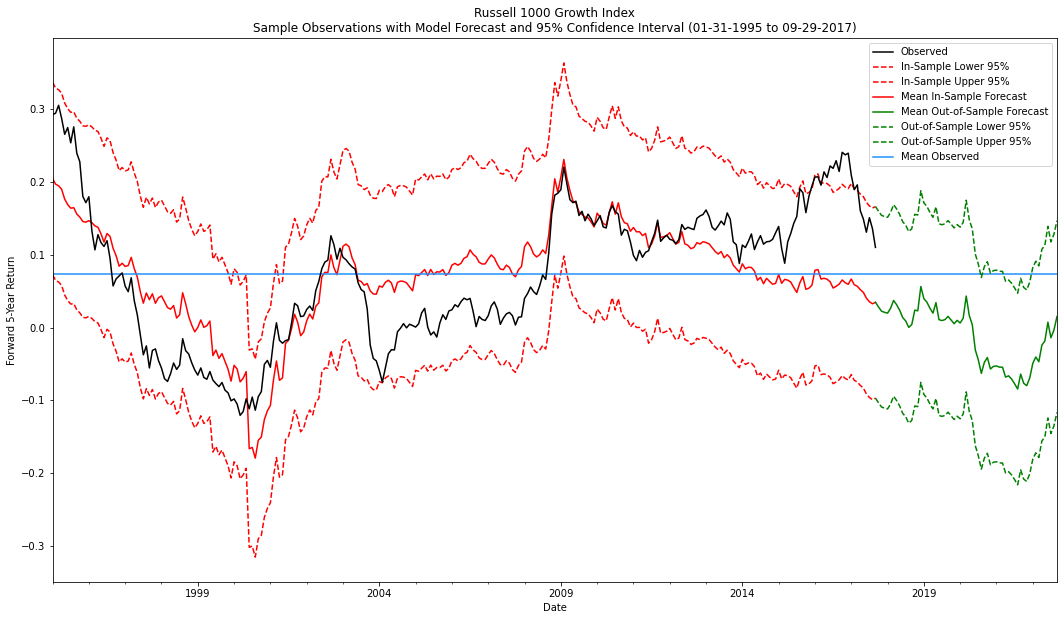 Russell 1000 Growth Index
Sample Observations with Model Forecast and 95% Confidence Interval (01-31-1995 to 09-29-2017)
Observed
In-Sample Lower 95%
In-Sample Upper 95%
Mean In-Sample Forecast
Mean Out-of-Sample Forecast
Out-of-Sample Lower 95%
Out-of-Sample Upper 95%
Mean Observed
Forward 5-Year Return
0.3
0.2
0.1
0.0
−0.1
−0.2
−0.3
1999
2004
2009
2014
2019
Date